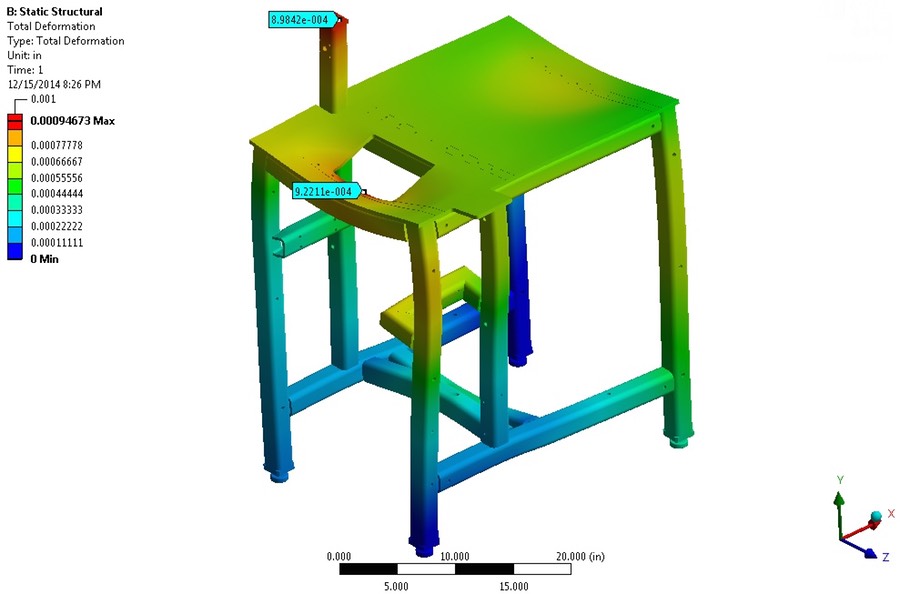 B: Static Structural
Total Deformation
Type: Total Deformation
Unit: in
Time: 1
12/15/2014 8:26 PM
0.001
0.00094673 Max
0.00077778
0.00066667
0.00055556
0.00044444
0.00033333
0.00022222
0.00011111
0 Min
8.9842e-004
9.2211e-004
0.000
10.000
20.000 (in)
5.000
15.000
Y
X
Z